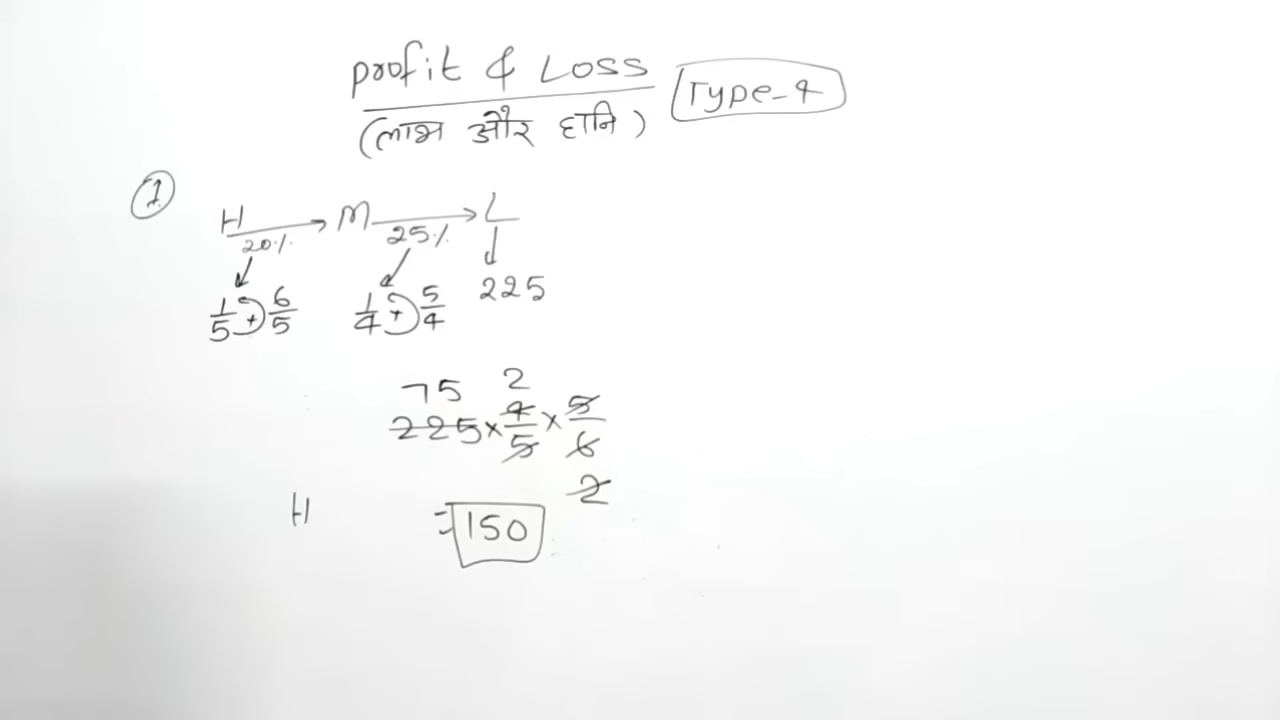 profit & Loss
(लाभ और हानि)
Type-4
1
H → M → L
20% 25%
1/5 + 6/5 1/4 + 5/4 225
75 2
225 × 4/5 × 5/6
2
H = 150